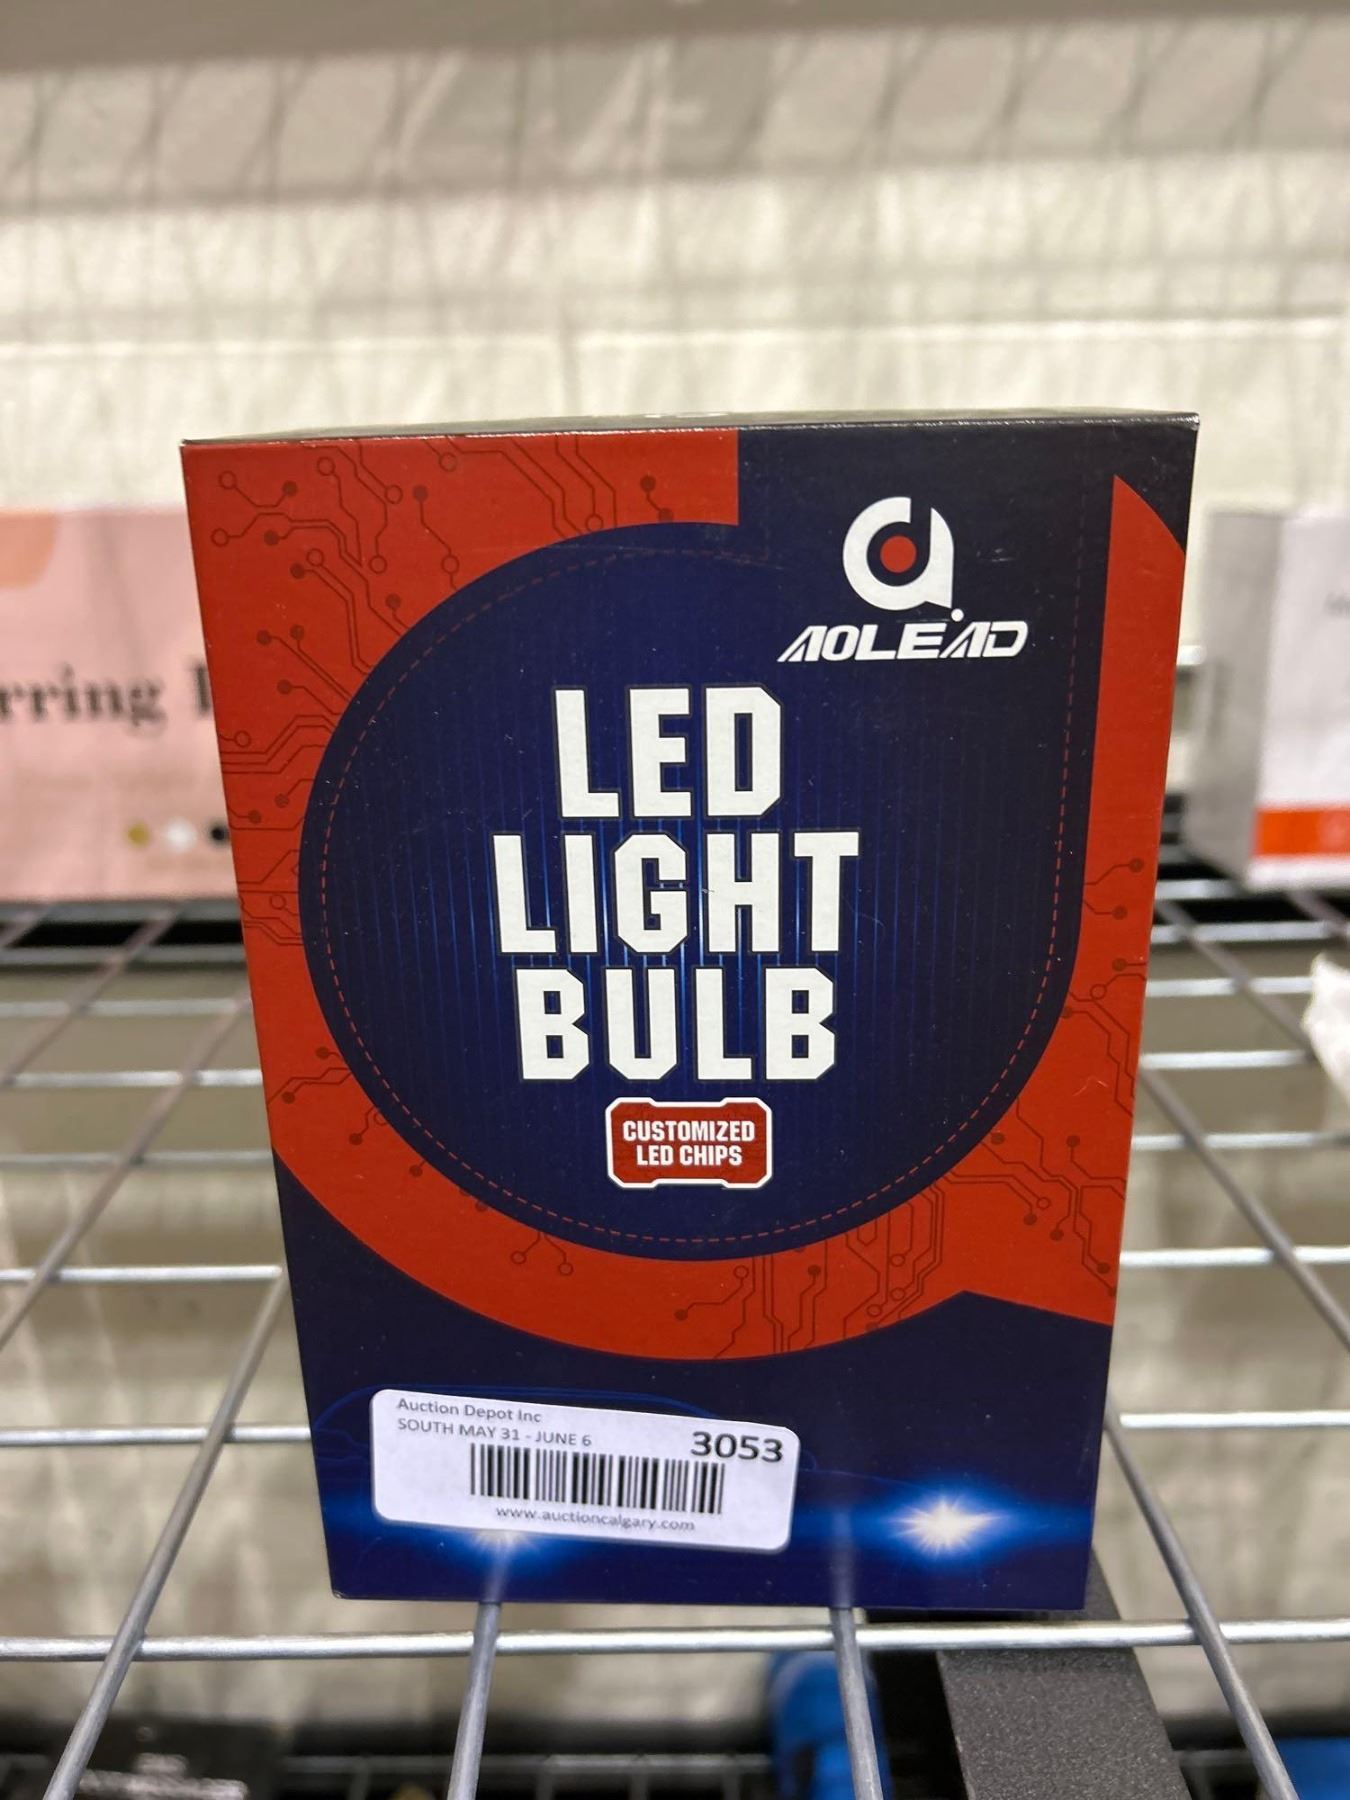 AOLEAD
LED
LIGHT
BULB
CUSTOMIZED
LED CHIPS
Auction Depot Inc
SOUTH MAY 31 - JUNE 6
3053
www.auctioncalgary.com
rring